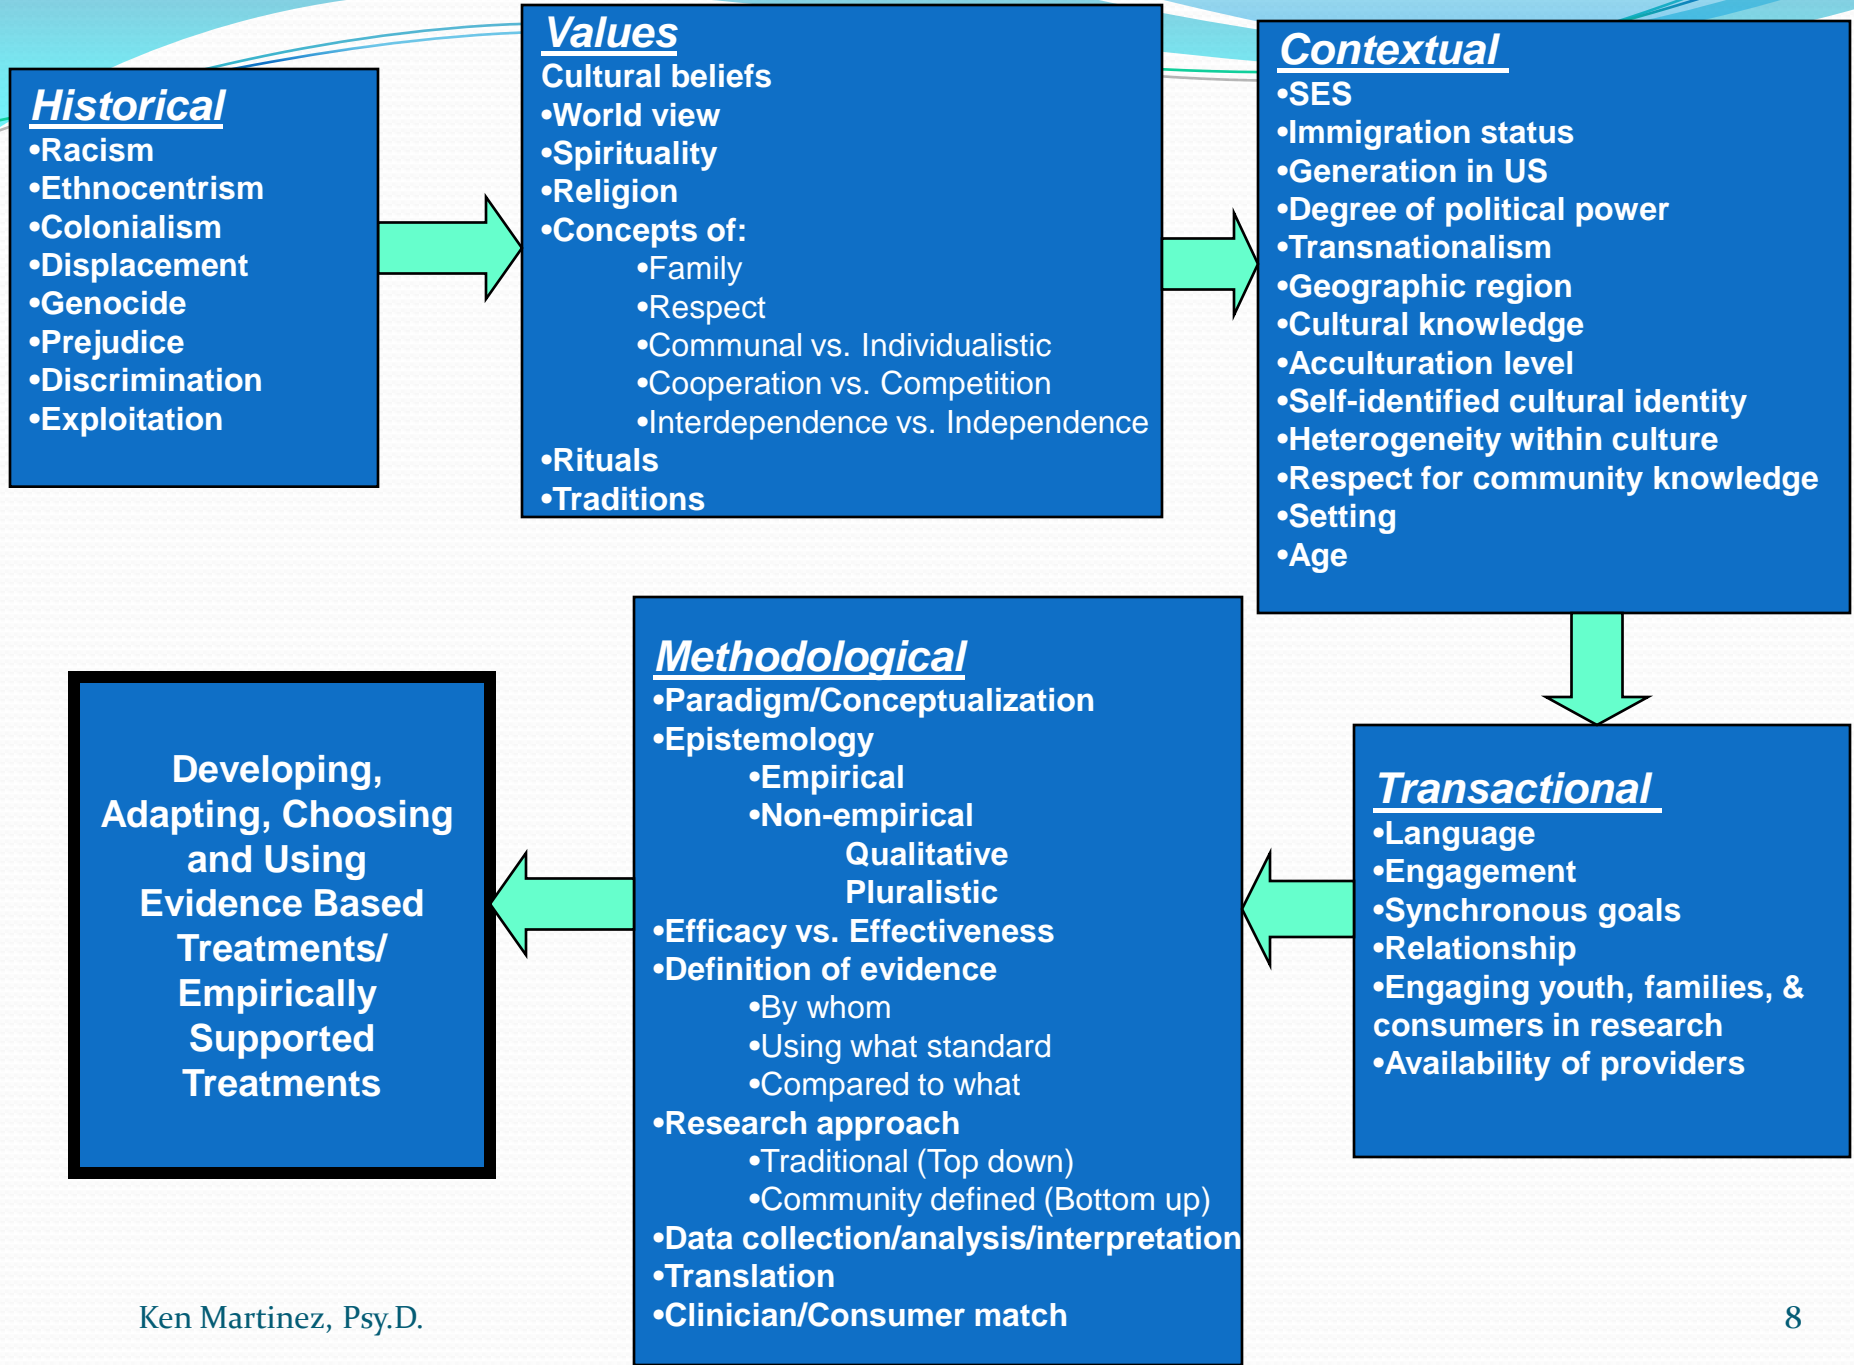 Historical
•Racism
•Ethnocentrism
•Colonialism
•Displacement
•Genocide
•Prejudice
•Discrimination
•Exploitation
Values
Cultural beliefs
•World view
•Spirituality
•Religion
•Concepts of:
•Family
•Respect
•Communal vs. Individualistic
•Cooperation vs. Competition
•Interdependence vs. Independence
•Rituals
•Traditions
Contextual
•SES
•Immigration status
•Generation in US
•Degree of political power
•Transnationalism
•Geographic region
•Cultural knowledge
•Acculturation level
•Self-identified cultural identity
•Heterogeneity within culture
•Respect for community knowledge
•Setting
•Age
Transactional
•Language
•Engagement
•Synchronous goals
•Relationship
•Engaging youth, families, &
consumers in research
•Availability of providers
Methodological
•Paradigm/Conceptualization
•Epistemology
•Empirical
•Non-empirical
Qualitative
Pluralistic
•Efficacy vs. Effectiveness
•Definition of evidence
•By whom
•Using what standard
•Compared to what
•Research approach
•Traditional (Top down)
•Community defined (Bottom up)
•Data collection/analysis/interpretation
•Translation
•Clinician/Consumer match
Developing,
Adapting, Choosing
and Using
Evidence Based
Treatments/
Empirically
Supported
Treatments
Ken Martinez, Psy.D.
8